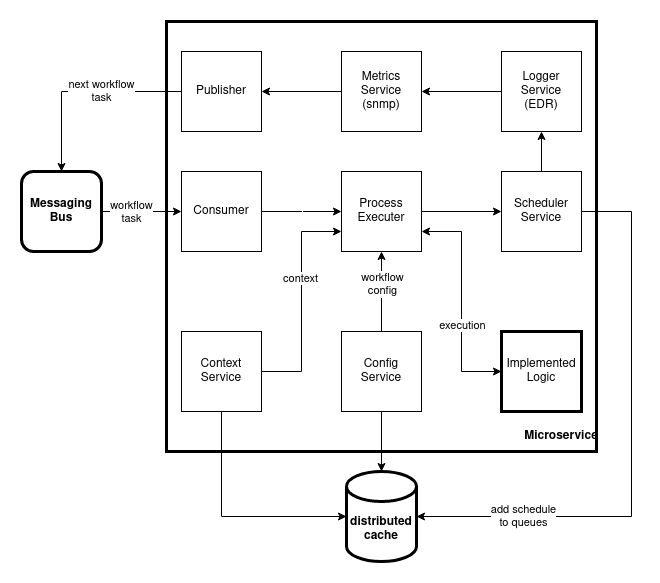 next workflow
task
Publisher
Metrics
Service
(snmp)
Logger
Service
(EDR)
Messaging
Bus
workflow
task
Consumer
Process
Executer
Scheduler
Service
context
workflow
config
execution
Context
Service
Config
Service
Implemented
Logic
Microservice
distributed
cache
add schedule
to queues